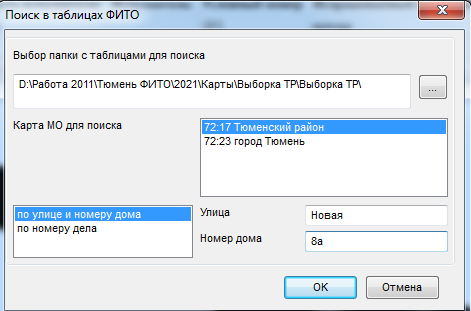 Поиск в таблицах ФИТО
Выбор папки с таблицами для поиска
D:\Работа 2011\Тюмень ФИТО\2021\Карты\Выборка ТР\Выборка ТР\
...
Карта МО для поиска
72:17 Тюменский район
72:23 город Тюмень
по улице и номеру дома
по номеру дела
Улица
Новая
Номер дома
8а
OK
Отмена